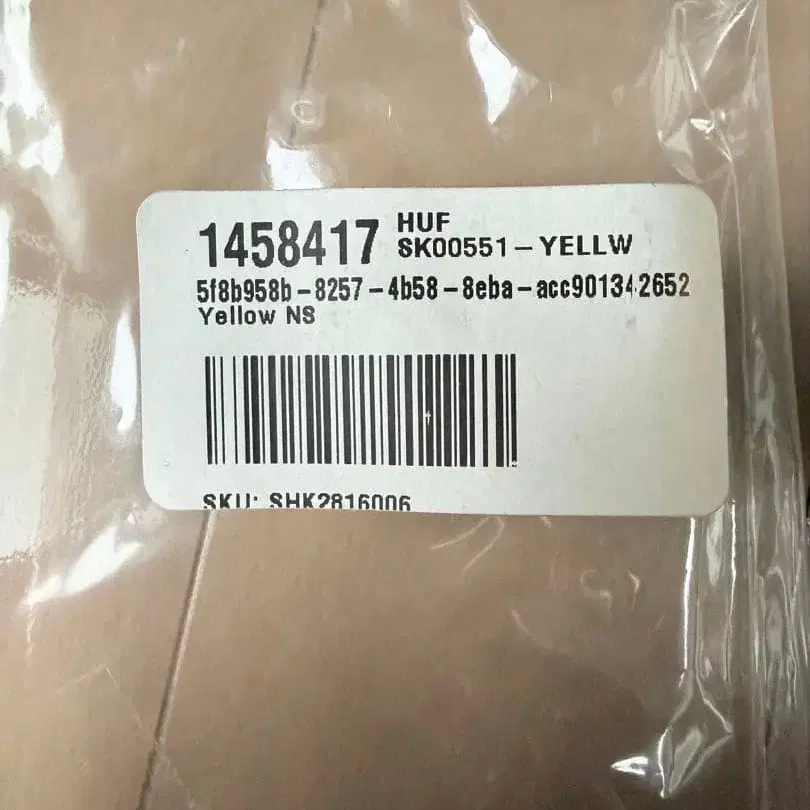 1458417 HUF
SK00551-YELLW
5f8b958b-8257-4b58-8eba-acc901342652
Yellow NS
SKU: SHK2816006